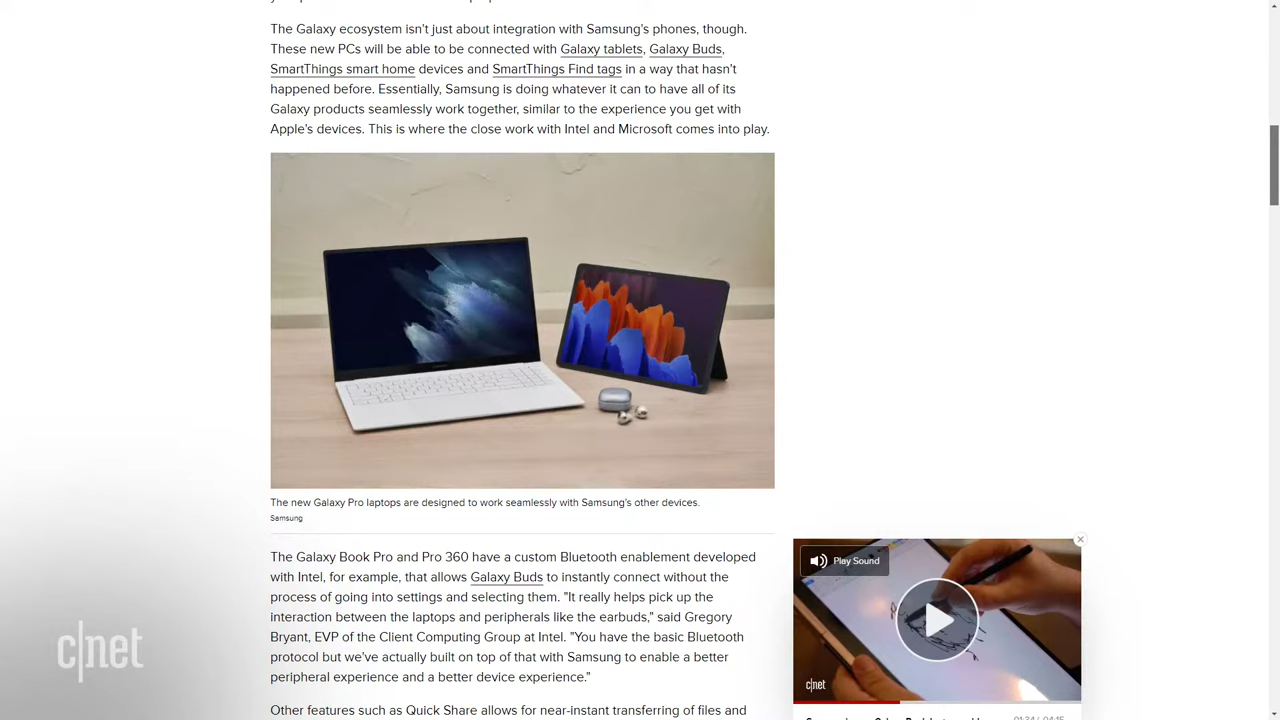 The Galaxy ecosystem isn't just about integration with Samsung's phones, though.
These new PCs will be able to be connected with Galaxy tablets, Galaxy Buds,
SmartThings smart home devices and SmartThings Find tags in a way that hasn't
happened before. Essentially, Samsung is doing whatever it can to have all of its
Galaxy products seamlessly work together, similar to the experience you get with
Apple's devices. This is where the close work with Intel and Microsoft comes into play.
The new Galaxy Pro laptops are designed to work seamlessly with Samsung's other devices.
Samsung
The Galaxy Book Pro and Pro 360 have a custom Bluetooth enablement developed
with Intel, for example, that allows Galaxy Buds to instantly connect without the
process of going into settings and selecting them. "It really helps pick up the
interaction between the laptops and peripherals like the earbuds," said Gregory
Bryant, EVP of the Client Computing Group at Intel. "You have the basic Bluetooth
protocol but we've actually built on top of that with Samsung to enable a better
peripheral experience and a better device experience."
Other features such as Quick Share allows for near-instant transferring of files and
Play Sound
c|net
c|net